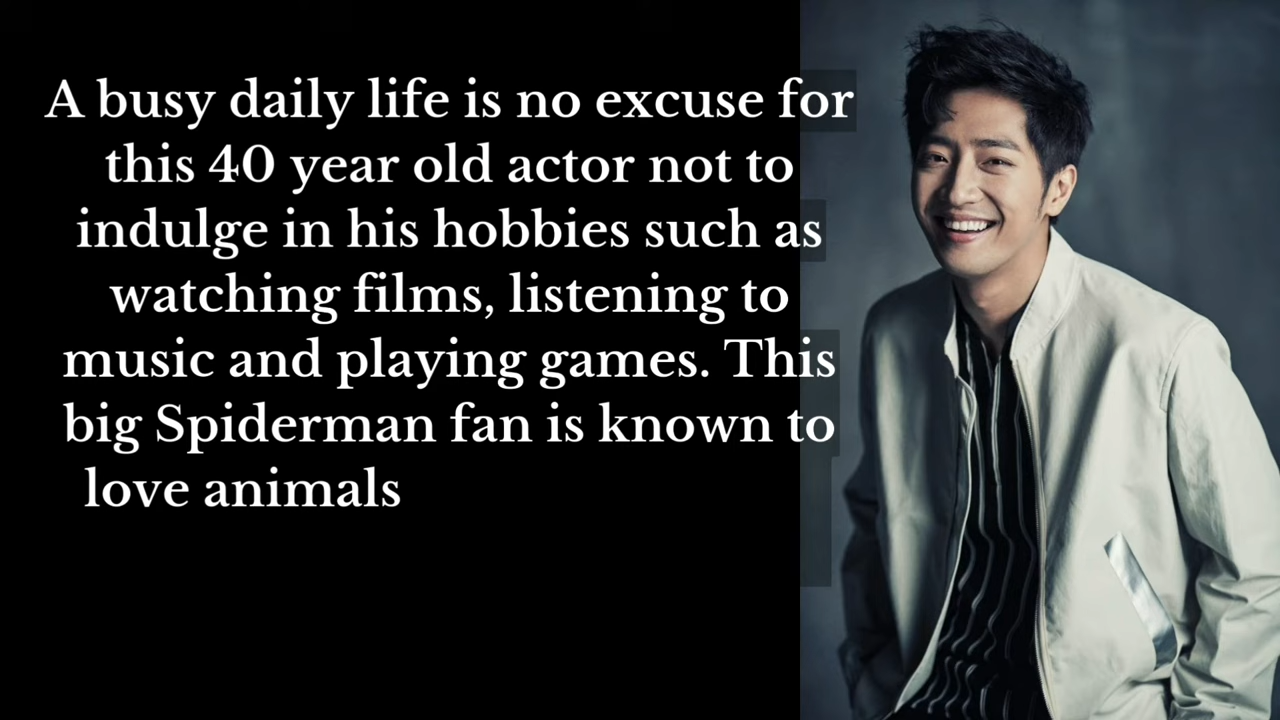 A busy daily life is no excuse for
this 40 year old actor not to
indulge in his hobbies such as
watching films, listening to
music and playing games. This
big Spiderman fan is known to
love animals